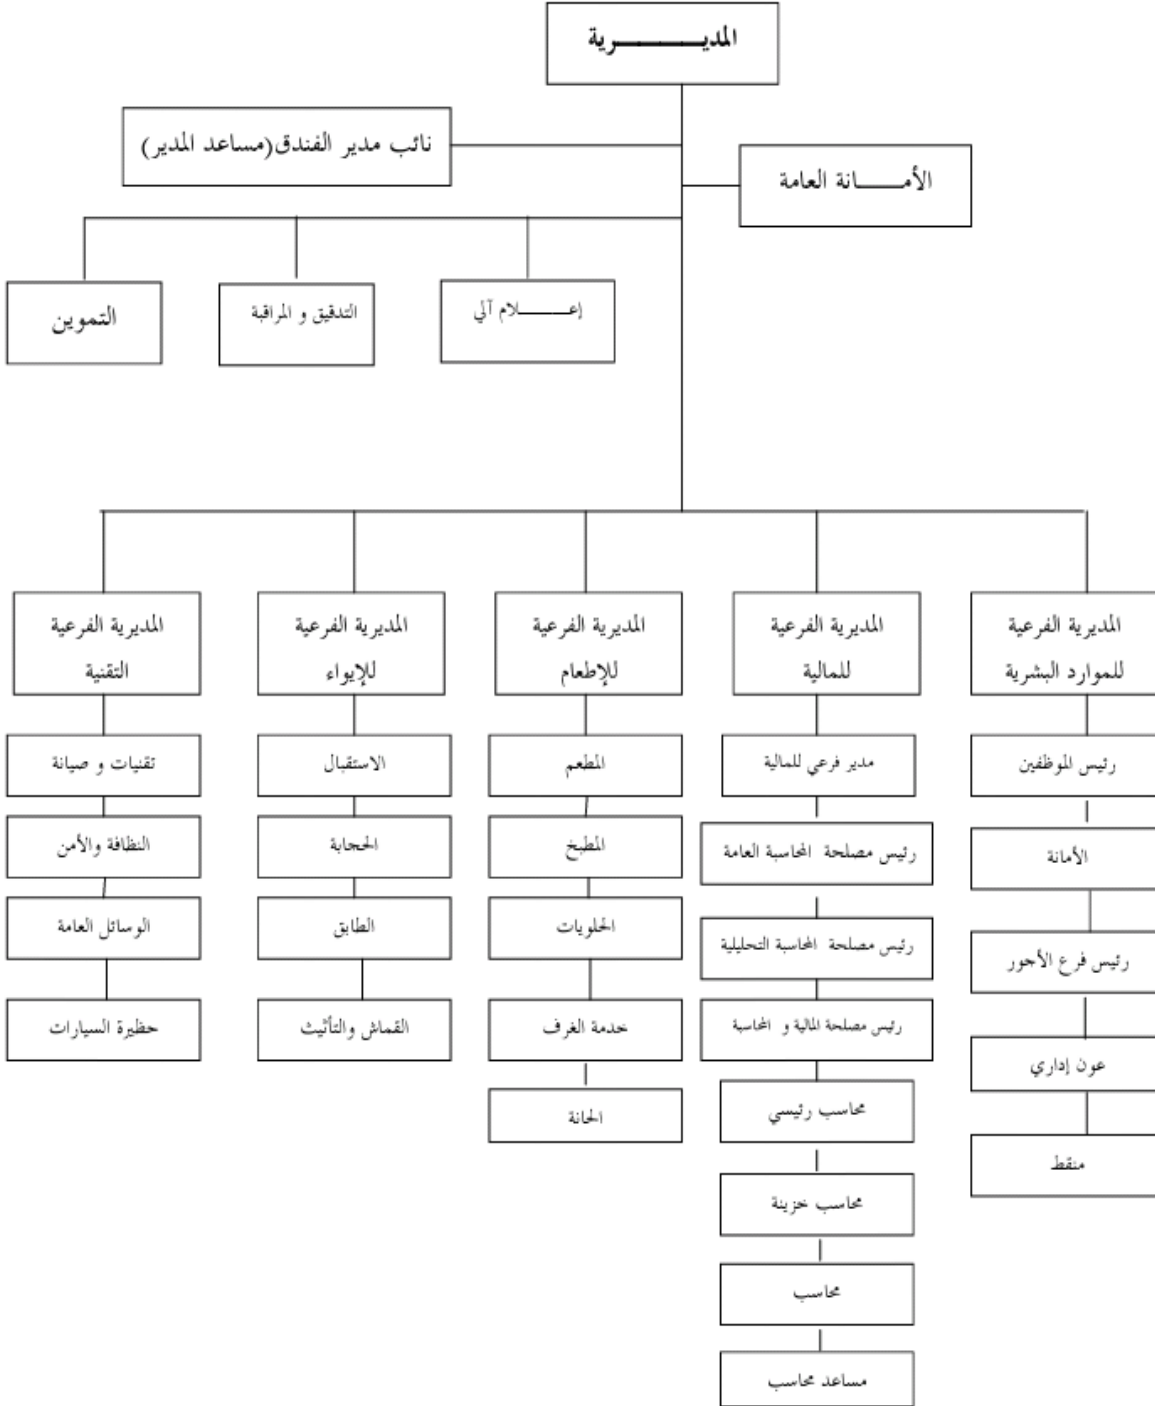 المديـــــــــرية
نائب مدير الفندق(مساعد المدير)
الأمـــــانة العامة
إعـــــــلام آلي
التدقيق و المراقبة
التموين
المديرية الفرعية
للموارد البشرية
المديرية الفرعية
للمالية
المديرية الفرعية
للإطعام
المديرية الفرعية
للإيواء
المديرية الفرعية
التقنية
رئيس الموظفين
الأمانة
رئيس فرع الأجور
عون إداري
منقط
مدير فرعي للمالية
رئيس مصلحة المحاسبة العامة
رئيس مصلحة المحاسبة التحليلية
رئيس مصلحة المالية و المحاسبة
محاسب رئيسي
محاسب خزينة
محاسب
مساعد محاسب
المطعم
المطبخ
الحلويات
خدمة الغرف
الحانة
الاستقبال
الحجابة
الطابق
القماش والتأثيث
تقنيات و صيانة
النظافة والأمن
الوسائل العامة
حظيرة السيارات